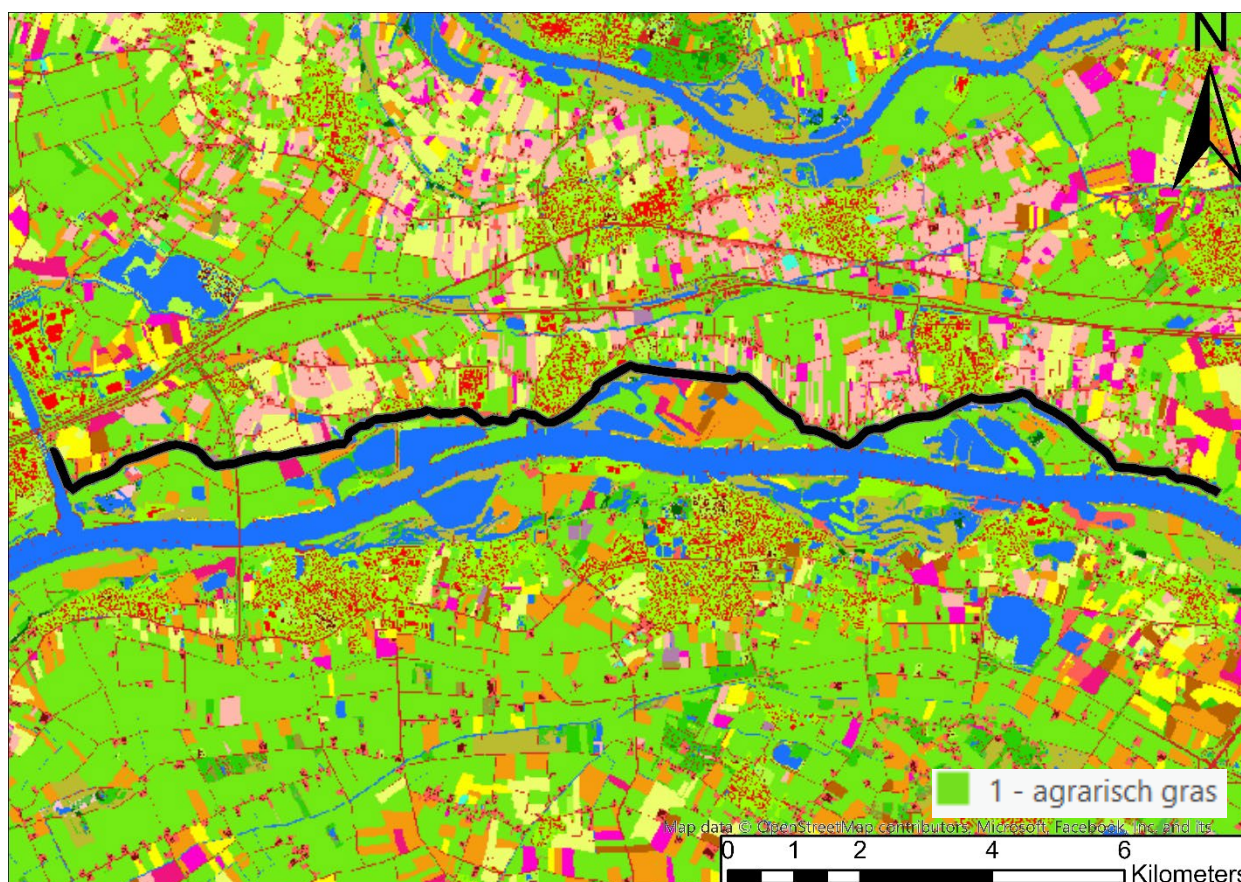 N
1 - agrarisch gras
Map data © OpenStreetMap contributors, Microsoft, Facebook, Inc. and its
0 1 2 4 6
Kilometers